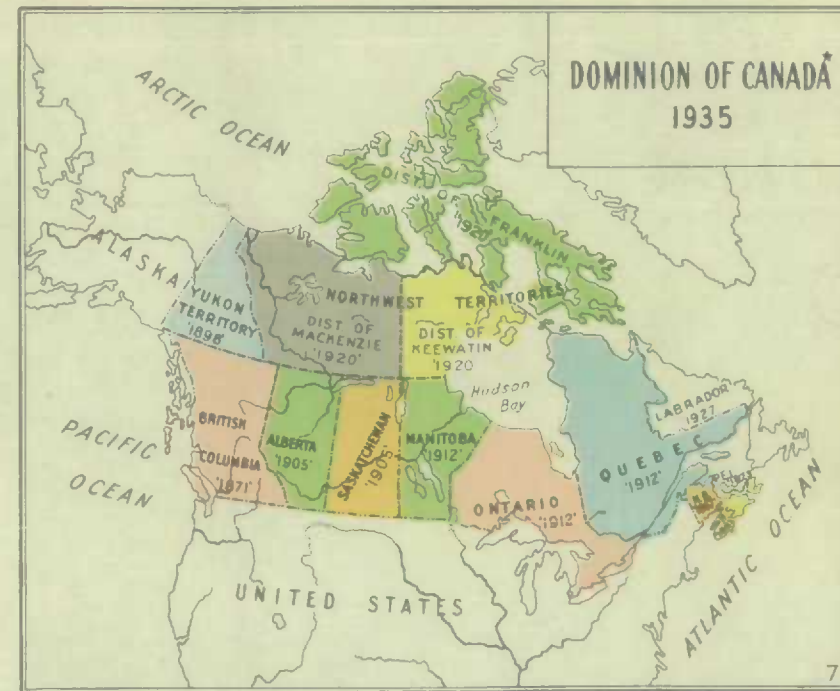 DOMINION OF CANADA*
1935
ARCTIC OCEAN
DIST OF FRANKLIN
'1920'
ALASKA
YUKON
TERRITORY
'1898'
NORTHWEST TERRITORIES
DIST OF
MACKENZIE
'1920'
DIST OF
KEEWATIN
'1920
Hudson
Bay
LABRADOR
1927
PACIFIC
OCEAN
BRITISH
COLUMBIA
'1871'
ALBERTA
'1905'
SASKATCHEWAN
'1905'
MANITOBA
'1912'
ONTARIO
'1912'
QUEBEC
'1912'
UNITED STATES
ATLANTIC OCEAN
7